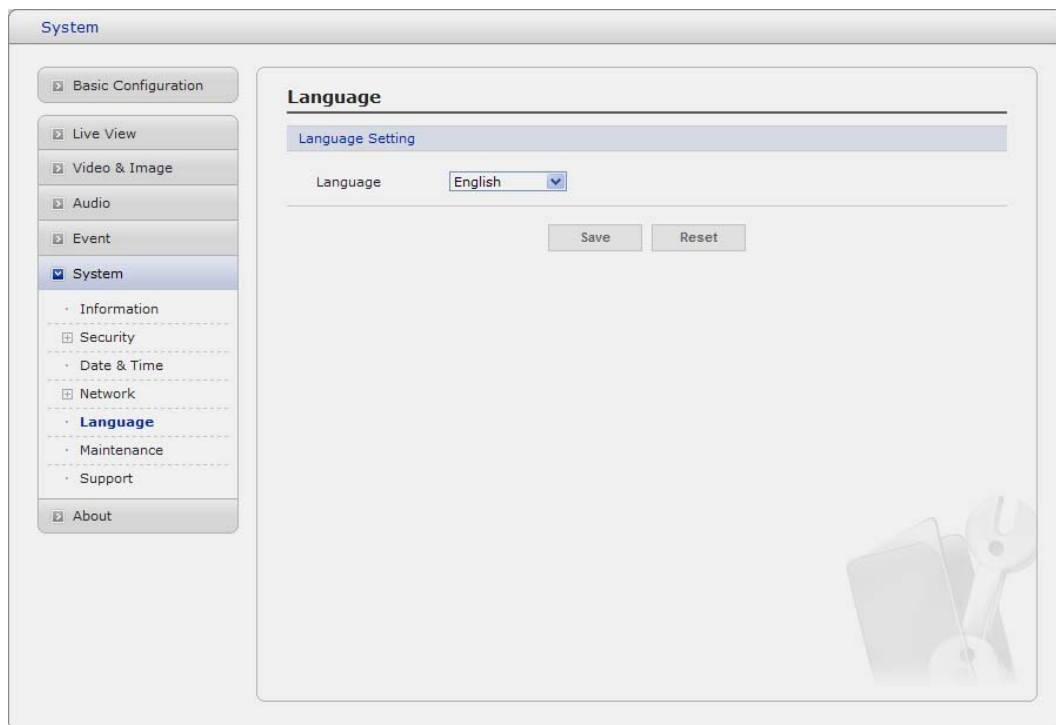 System
Basic Configuration
Live View
Video & Image
Audio
Event
System
Information
Security
Date & Time
Network
Language
Maintenance
Support
About
Language
Language Setting
Language English
Save Reset